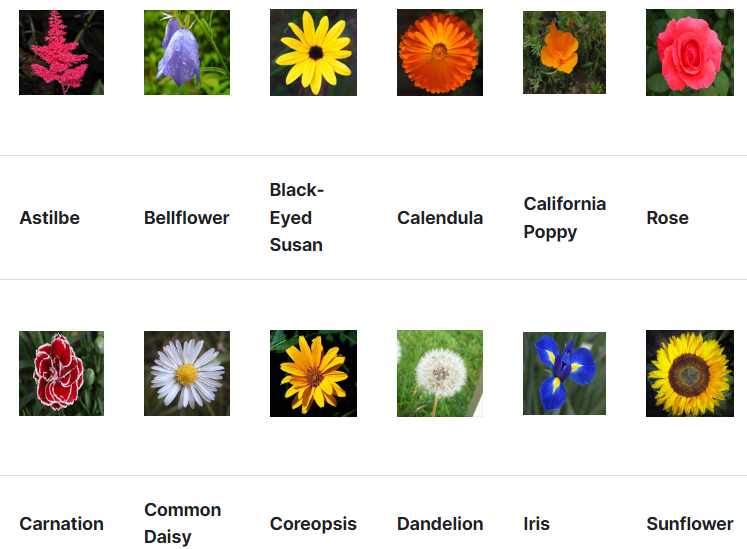 Astilbe
Bellflower
Black-
Eyed
Susan
Calendula
California
Poppy
Rose
Carnation
Common
Daisy
Coreopsis
Dandelion
Iris
Sunflower